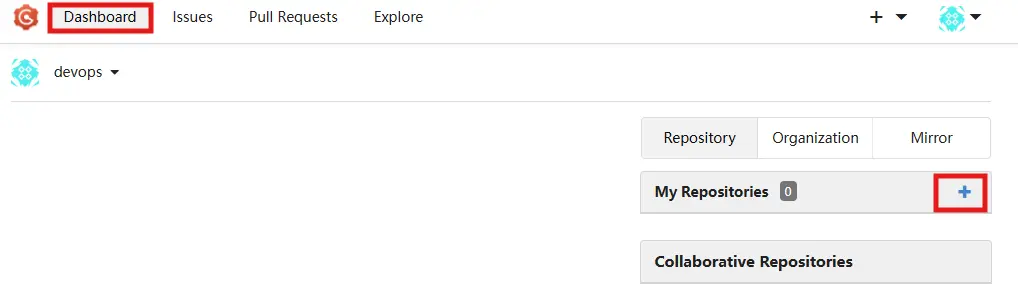 Dashboard Issues Pull Requests Explore +
devops
Repository Organization Mirror
My Repositories 0 +
Collaborative Repositories